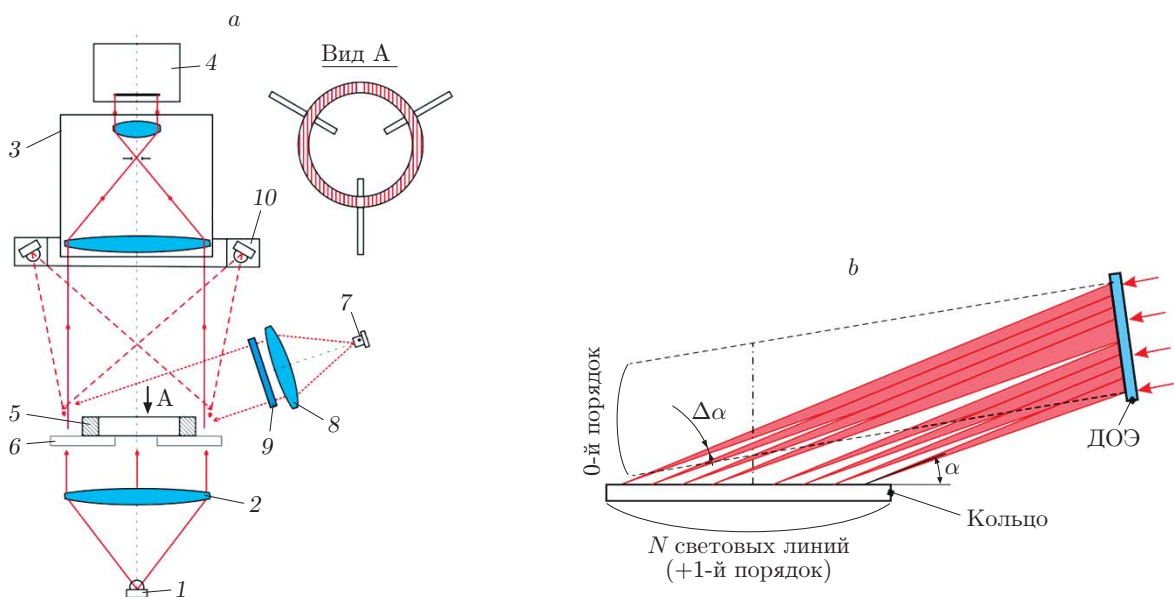 a
4
Вид А
3
10
7
А
5
6
8
9
2
1
b
0-й порядок
Δα
ДОЭ
α
Кольцо
N световых линий
(+1-й порядок)